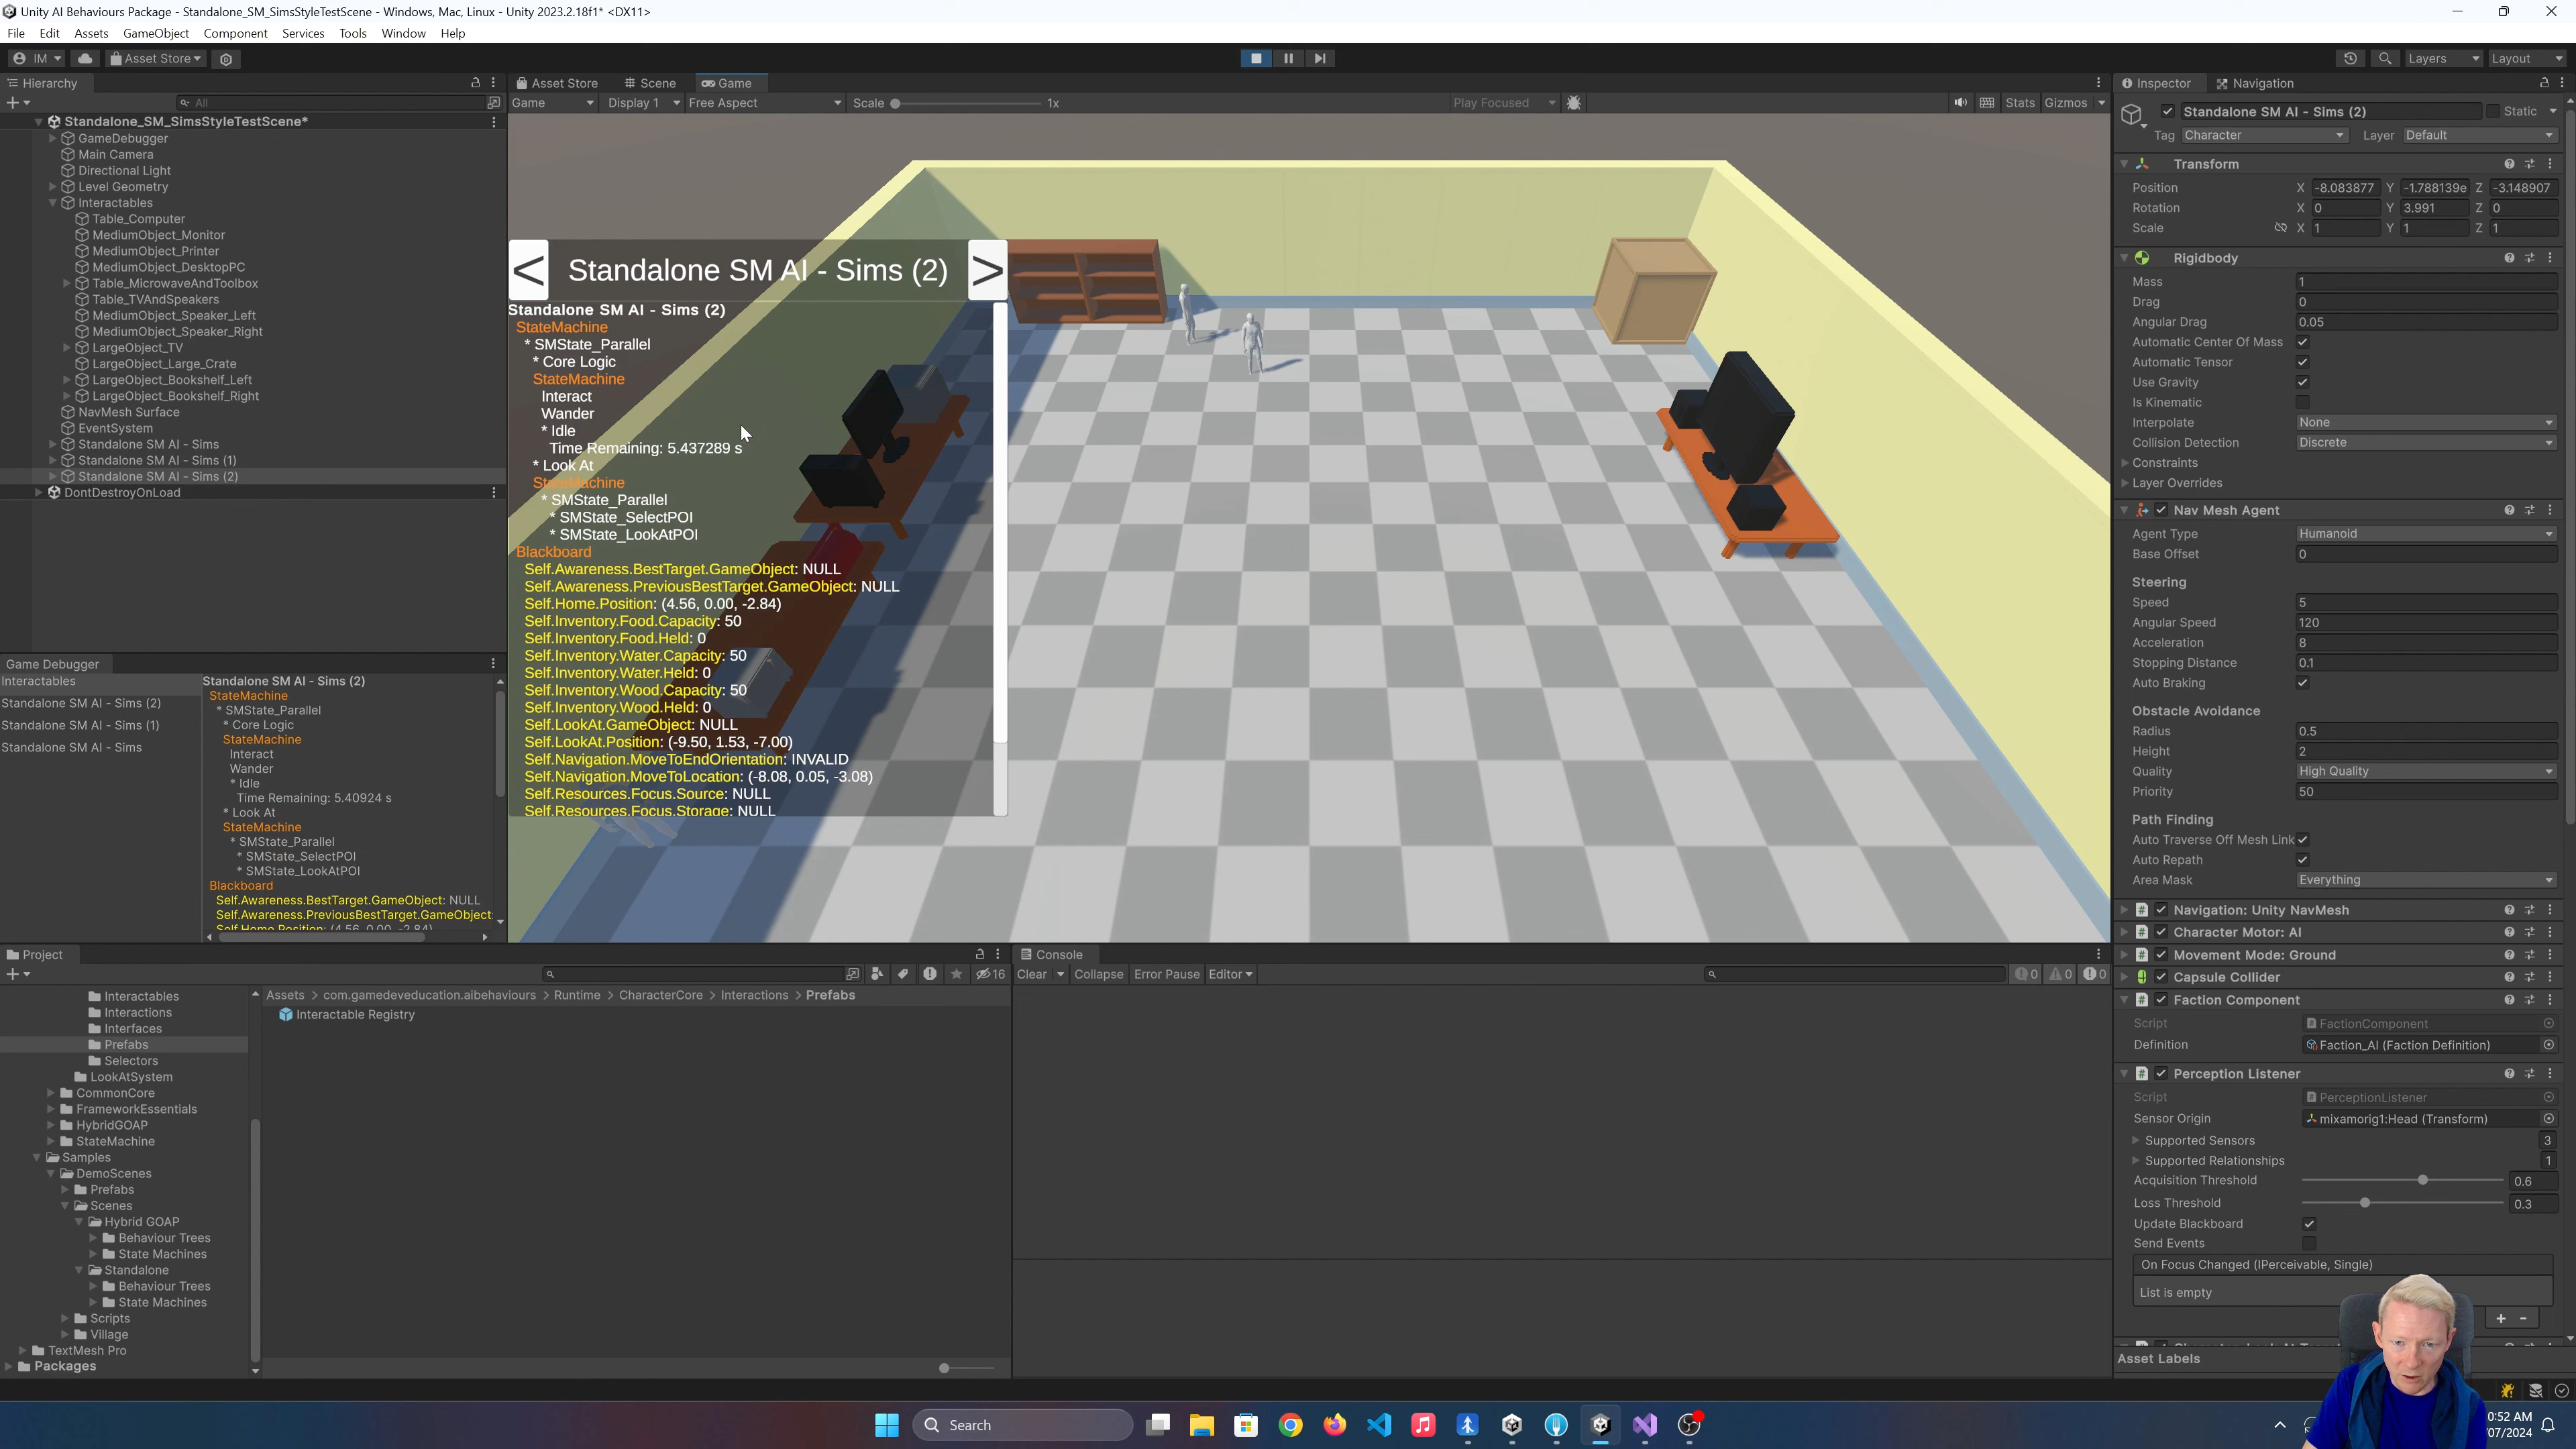 Unity AI Behaviours Package - Standalone_SM_SimsStyleTestScene - Windows, Mac, Linux - Unity 2023.2.18f1* <DX11>
File Edit Assets GameObject Component Services Tools Window Help
IM Asset Store Layers Layout
Hierarchy
All
Standalone_SM_SimsStyleTestScene*
GameDebugger
Main Camera
Directional Light
Level Geometry
Interactables
Table_Computer
MediumObject_Monitor
MediumObject_Printer
MediumObject_DesktopPC
Table_MicrowaveAndToolbox
Table_TVAndSpeakers
MediumObject_Speaker_Left
MediumObject_Speaker_Right
LargeObject_TV
LargeObject_Large_Crate
LargeObject_Bookshelf_Left
LargeObject_Bookshelf_Right
NavMesh Surface
EventSystem
Standalone SM AI - Sims
Standalone SM AI - Sims (1)
Standalone SM AI - Sims (2)
DontDestroyOnLoad
Game Debugger
Interactables
Standalone SM AI - Sims (2)
Standalone SM AI - Sims (1)
Standalone SM AI - Sims
Standalone SM AI - Sims (2)
StateMachine
* SMState_Parallel
* Core Logic
StateMachine
Interact
Wander
* Idle
Time Remaining: 5.40924 s
* Look At
StateMachine
* SMState_Parallel
* SMState_SelectPOI
* SMState_LookAtPOI
Blackboard
Self.Awareness.BestTarget.GameObject: NULL
Self.Awareness.PreviousBestTarget.GameObject:
Self.Home.Position: (4.56, 0.00, -2.84)
Asset Store Scene Game
Game Display 1 Free Aspect Scale 1x Play Focused Stats Gizmos
< Standalone SM AI - Sims (2) >
Standalone SM AI - Sims (2)
StateMachine
* SMState_Parallel
* Core Logic
StateMachine
Interact
Wander
* Idle
Time Remaining: 5.437289 s
* Look At
StateMachine
* SMState_Parallel
* SMState_SelectPOI
* SMState_LookAtPOI
Blackboard
Self.Awareness.BestTarget.GameObject: NULL
Self.Awareness.PreviousBestTarget.GameObject: NULL
Self.Home.Position: (4.56, 0.00, -2.84)
Self.Inventory.Food.Capacity: 50
Self.Inventory.Food.Held: 0
Self.Inventory.Water.Capacity: 50
Self.Inventory.Water.Held: 0
Self.Inventory.Wood.Capacity: 50
Self.Inventory.Wood.Held: 0
Self.LookAt.GameObject: NULL
Self.LookAt.Position: (-9.50, 1.53, -7.00)
Self.Navigation.MoveToEndOrientation: INVALID
Self.Navigation.MoveToLocation: (-8.08, 0.05, -3.08)
Self.Resources.Focus.Source: NULL
Self.Resources.Focus.Storage: NULL
Inspector Navigation
Standalone SM AI - Sims (2) Static
Tag Character Layer Default
Transform
Position X -8.083877 Y -1.788139e Z -3.148907
Rotation X 0 Y 3.991 Z 0
Scale X 1 Y 1 Z 1
Rigidbody
Mass 1
Drag 0
Angular Drag 0.05
Automatic Center Of Mass
Automatic Tensor
Use Gravity
Is Kinematic
Interpolate None
Collision Detection Discrete
Constraints
Layer Overrides
Nav Mesh Agent
Agent Type Humanoid
Base Offset 0
Steering
Speed 5
Angular Speed 120
Acceleration 8
Stopping Distance 0.1
Auto Braking
Obstacle Avoidance
Radius 0.5
Height 2
Quality High Quality
Priority 50
Path Finding
Auto Traverse Off Mesh Link
Auto Repath
Area Mask Everything
Navigation: Unity NavMesh
Character Motor: AI
Movement Mode: Ground
Capsule Collider
Faction Component
Script FactionComponent
Definition Faction_AI (Faction Definition)
Perception Listener
Script PerceptionListener
Sensor Origin mixamorig1:Head (Transform)
Supported Sensors 3
Supported Relationships 1
Acquisition Threshold 0.6
Loss Threshold 0.3
Update Blackboard
Send Events
On Focus Changed (IPerceivable, Single)
List is empty
Asset Labels
Project
16
Interactables
Interactions
Interfaces
Prefabs
Selectors
LookAtSystem
CommonCore
FrameworkEssentials
HybridGOAP
StateMachine
Samples
DemoScenes
Prefabs
Scenes
Hybrid GOAP
Behaviour Trees
State Machines
Standalone
Behaviour Trees
State Machines
Scripts
Village
TextMesh Pro
Packages
Assets > com.gamedeveducation.aibehaviours > Runtime > CharacterCore > Interactions > Prefabs
Interactable Registry
Console
Clear Collapse Error Pause Editor 0 0 0
Search
0:52 AM
/07/2024